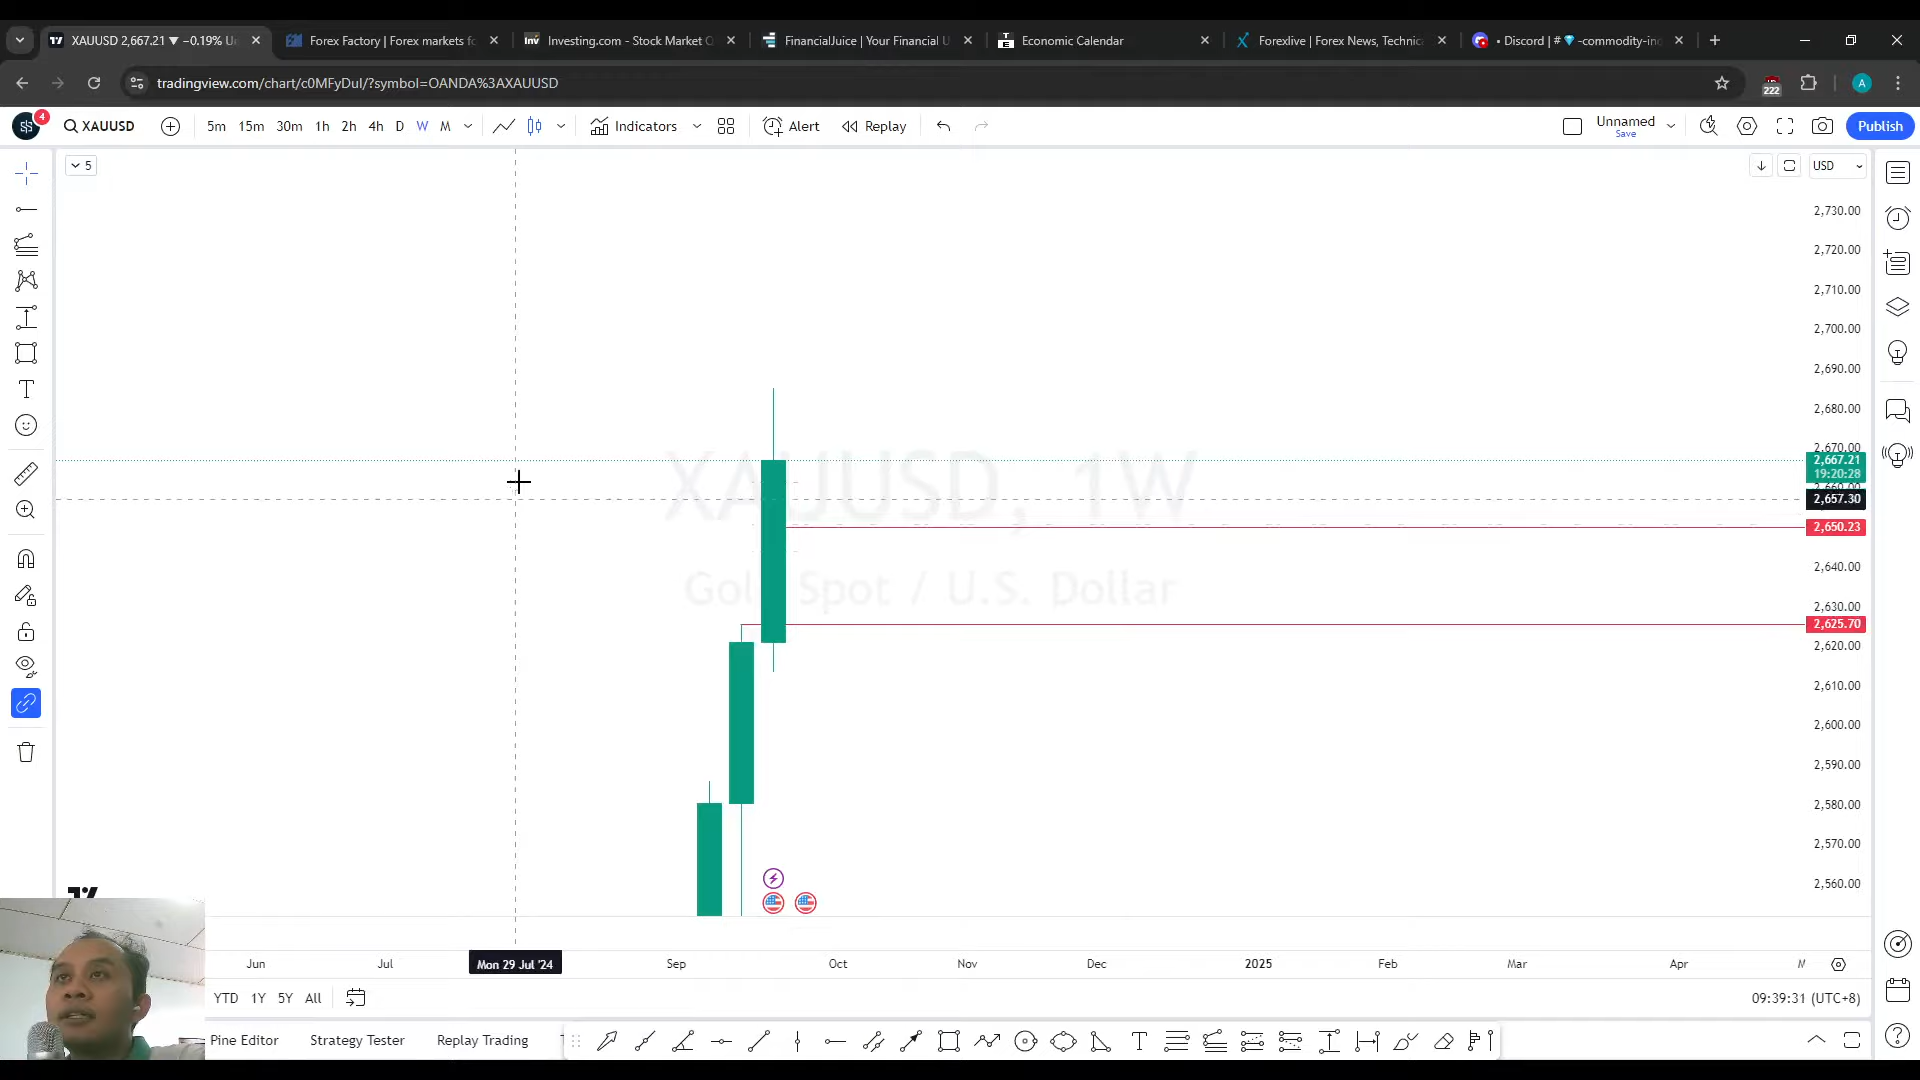 XAUUSD 2,667.21 ▼ −0.19% U
Forex Factory | Forex markets fo
Investing.com - Stock Market Q
FinancialJuice | Your Financial
Economic Calendar
Forexlive | Forex News, Technic
• Discord | # 💎 -commodity-in
tradingview.com/chart/c0MFyDul/?symbol=OANDA%3AXAUUSD
222
A
4
XAUUSD
5m 15m 30m 1h 2h 4h D W M
Indicators
Alert
Replay
Unnamed
Save
Publish
5
USD
2,730.00
2,720.00
2,710.00
2,700.00
2,690.00
2,680.00
2,670.00
2,667.21
19:20:28
2,657.30
2,650.23
2,640.00
2,630.00
2,625.70
2,620.00
2,610.00
2,600.00
2,590.00
2,580.00
2,570.00
2,560.00
XAUUSD, 1W
Gold Spot / U.S. Dollar
Jun Jul Mon 29 Jul '24 Sep Oct Nov Dec 2025 Feb Mar Apr
YTD 1Y 5Y All
09:39:31 (UTC+8)
Pine Editor
Strategy Tester
Replay Trading